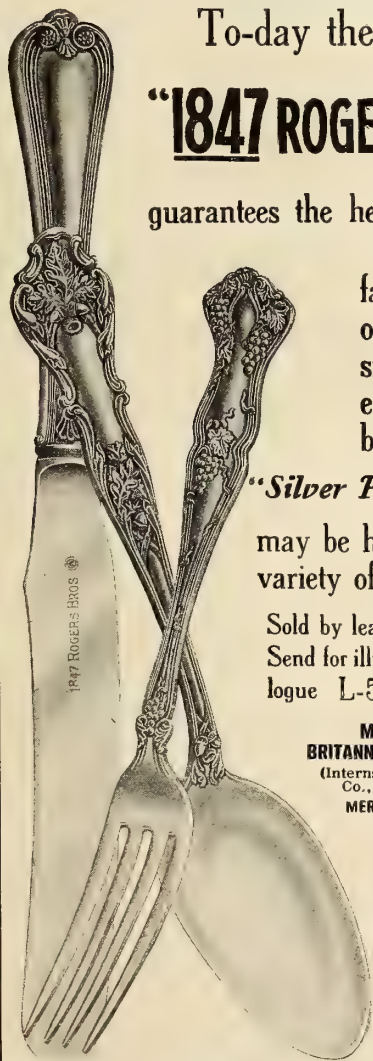 To-day the
"1847 ROGE
guarantees the he
fa
o
st
e
b
"Silver P
may be h
variety of
Sold by lea
Send for ill
logue L-5
M
BRITANN
(Interna
Co.,
MER
1847 ROGERS BROS